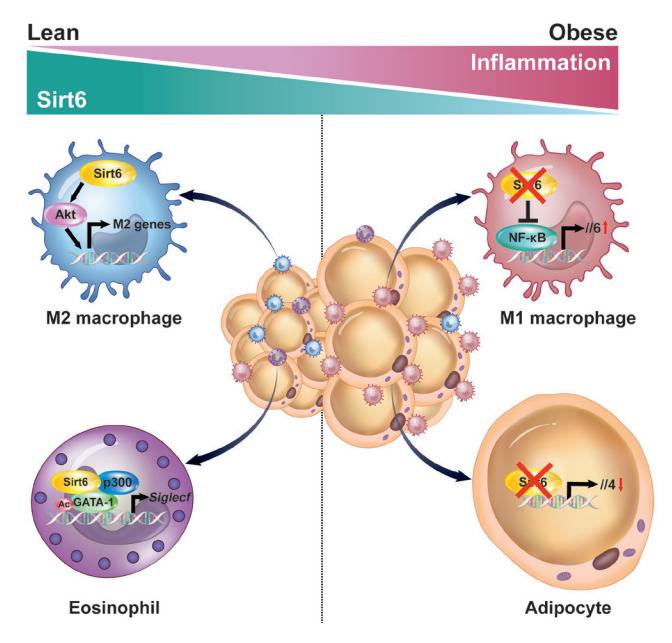 Lean
Obese
Inflammation
Sirt6
Sirt6
Akt
M2 genes
M2 macrophage
Sirt6
NF-κB
Il6↑
M1 macrophage
Sirt6
p300
Ac
GATA-1
Siglecf
Eosinophil
Sirt6
Il4↓
Adipocyte